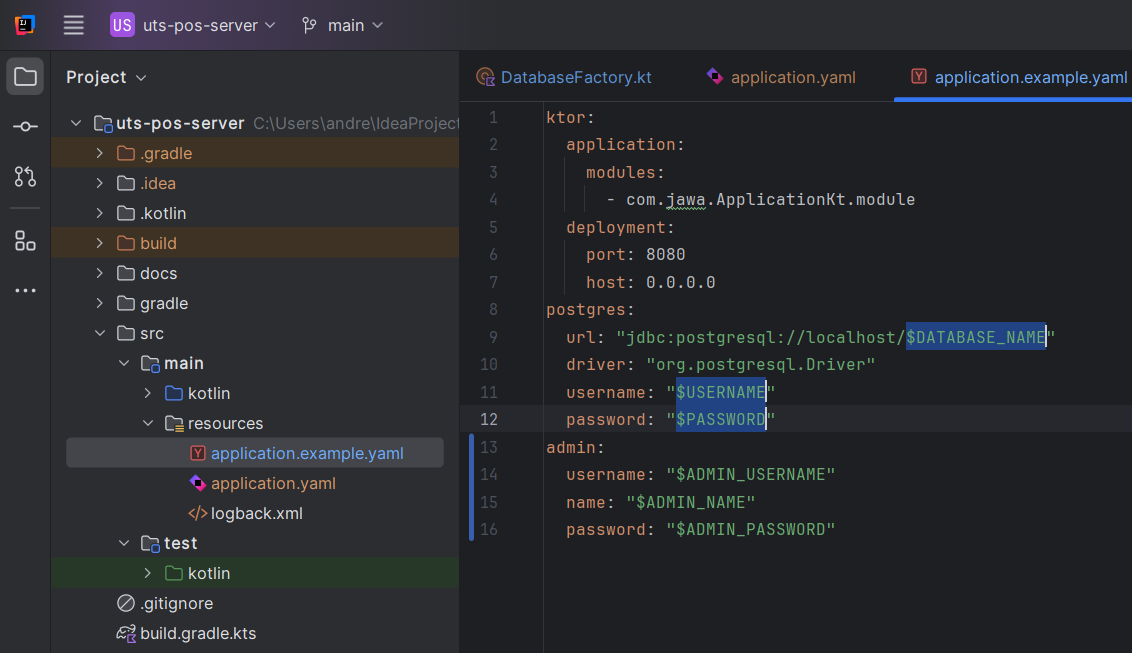 US uts-pos-server main
Project
DatabaseFactory.kt application.yaml application.example.yaml
uts-pos-server C:\Users\andre\IdeaProject
.gradle
.idea
.kotlin
build
docs
gradle
src
main
kotlin
resources
application.example.yaml
application.yaml
logback.xml
test
kotlin
.gitignore
build.gradle.kts
1 ktor:
2 application:
3 modules:
4 - com.jawa.ApplicationKt.module
5 deployment:
6 port: 8080
7 host: 0.0.0.0
8 postgres:
9 url: "jdbc:postgresql://localhost/$DATABASE_NAME"
10 driver: "org.postgresql.Driver"
11 username: "$USERNAME"
12 password: "$PASSWORD"
13 admin:
14 username: "$ADMIN_USERNAME"
15 name: "$ADMIN_NAME"
16 password: "$ADMIN_PASSWORD"